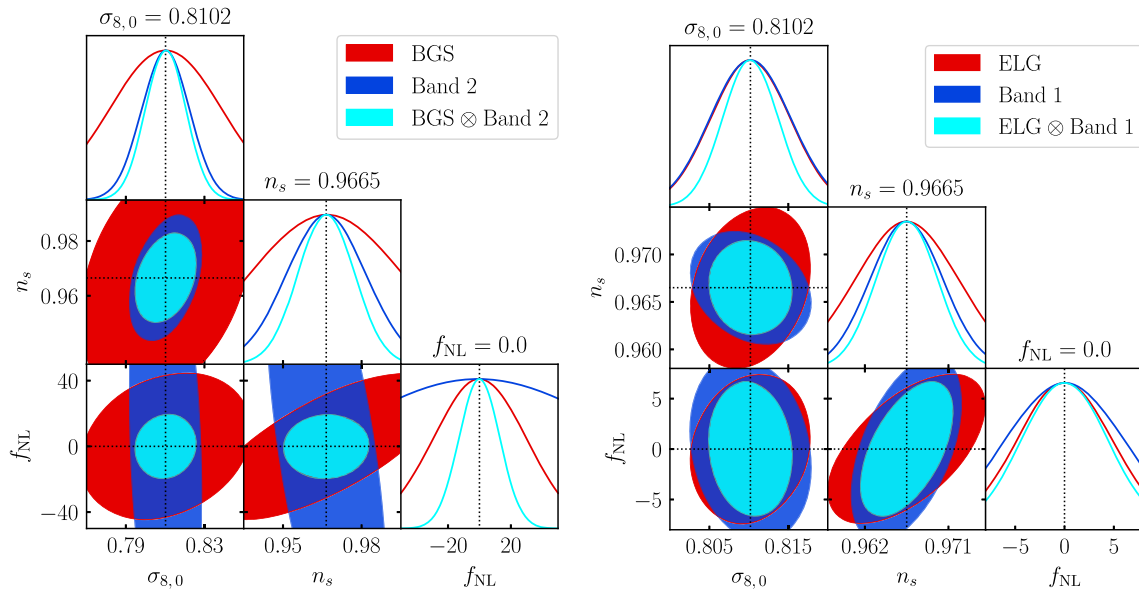 σ8,0 = 0.8102
BGS
Band 2
BGS ⊗ Band 2
ns = 0.9665
0.98
0.96
ns
fNL = 0.0
40
0
−40
fNL
0.79
0.83
σ8,0
0.95
0.98
ns
−20
20
fNL
σ8,0 = 0.8102
ELG
Band 1
ELG ⊗ Band 1
ns = 0.9665
0.970
0.965
0.960
ns
fNL = 0.0
5
0
−5
fNL
0.805
0.815
σ8,0
0.962
0.971
ns
−5
0
5
fNL